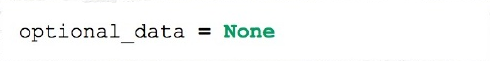 optional_data = None